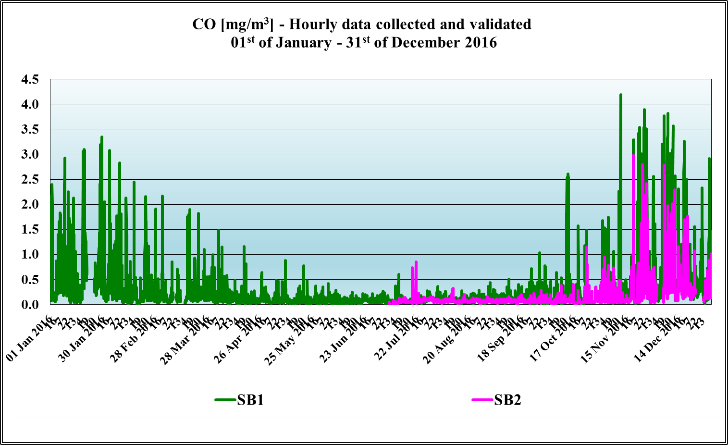 CO [mg/m³] - Hourly data collected and validated
01st of January - 31st of December 2016
4.5
4.0
3.5
3.0
2.5
2.0
1.5
1.0
0.5
0.0
01 Jan 2016
30 Jan 2016
28 Feb 2016
28 Mar 2016
26 Apr 2016
25 May 2016
23 Jun 2016
22 Jul 2016
20 Aug 2016
18 Sep 2016
17 Oct 2016
15 Nov 2016
14 Dec 2016
SB1
SB2